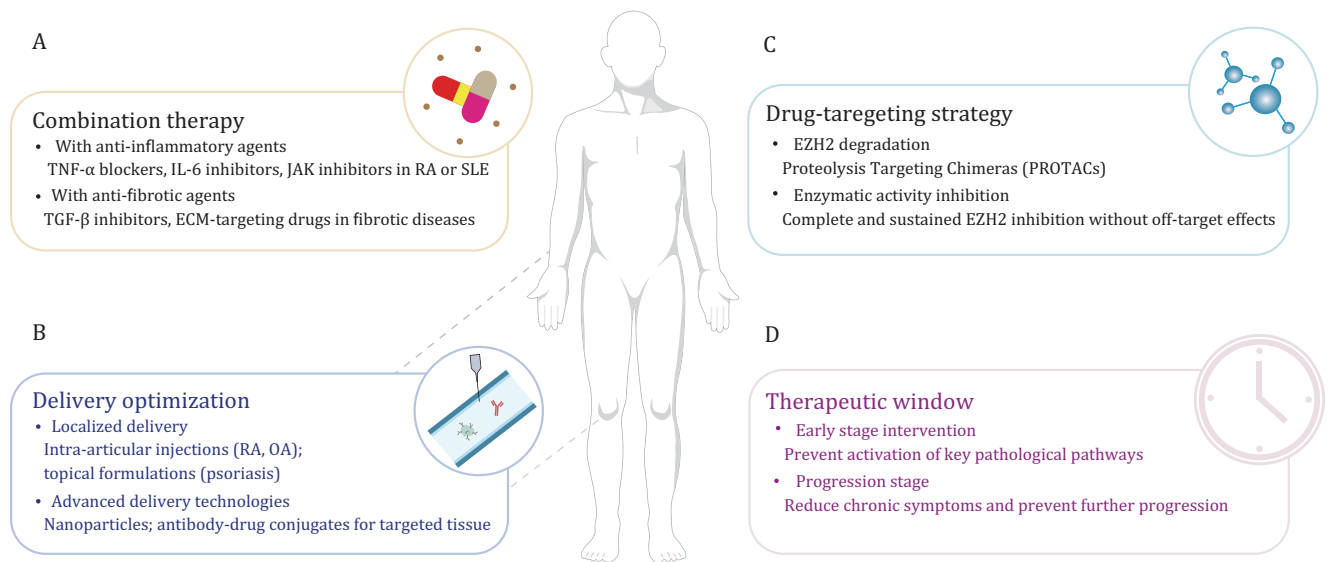 A
Combination therapy
• With anti-inflammatory agents
TNF-α blockers, IL-6 inhibitors, JAK inhibitors in RA or SLE
• With anti-fibrotic agents
TGF-β inhibitors, ECM-targeting drugs in fibrotic diseases
B
Delivery optimization
• Localized delivery
Intra-articular injections (RA, OA);
topical formulations (psoriasis)
• Advanced delivery technologies
Nanoparticles; antibody-drug conjugates for targeted tissue
C
Drug-taregeting strategy
• EZH2 degradation
Proteolysis Targeting Chimeras (PROTACs)
• Enzymatic activity inhibition
Complete and sustained EZH2 inhibition without off-target effects
D
Therapeutic window
• Early stage intervention
Prevent activation of key pathological pathways
• Progression stage
Reduce chronic symptoms and prevent further progression